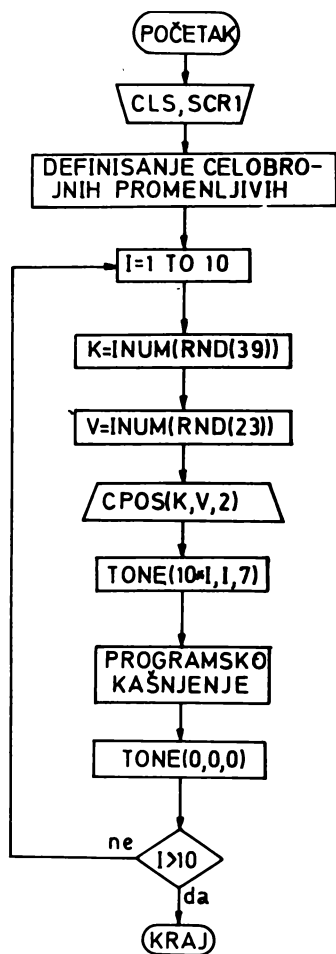 POČETAK
CLS,SCR1
DEFINISANJE CELOBRO-
JNIH PROMENLJIVIH
I=1 TO 10
K=INUM(RND(39))
V=INUM(RND(23))
CPOS(K,V,2)
TONE(10*I,I,7)
PROGRAMSKO
KAŠNJENJE
TONE(0,0,0)
ne
I>10
da
KRAJ